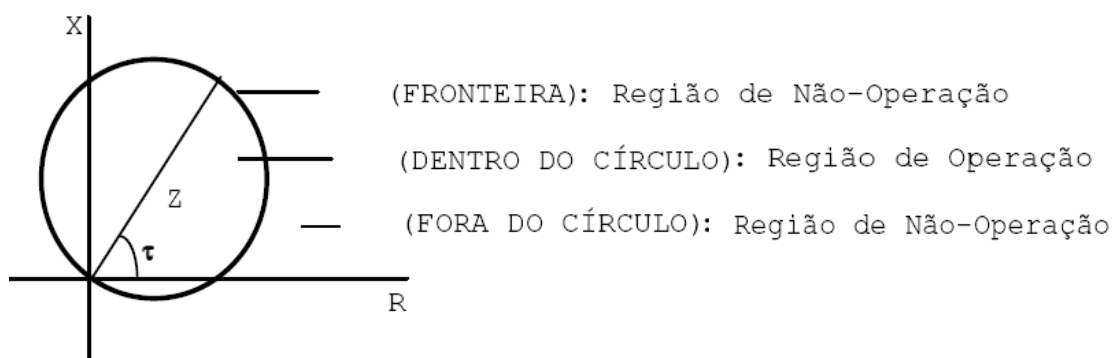 X
(FRONTEIRA): Região de Não-Operação
(DENTRO DO CÍRCULO): Região de Operação
Z
(FORA DO CÍRCULO): Região de Não-Operação
τ
R